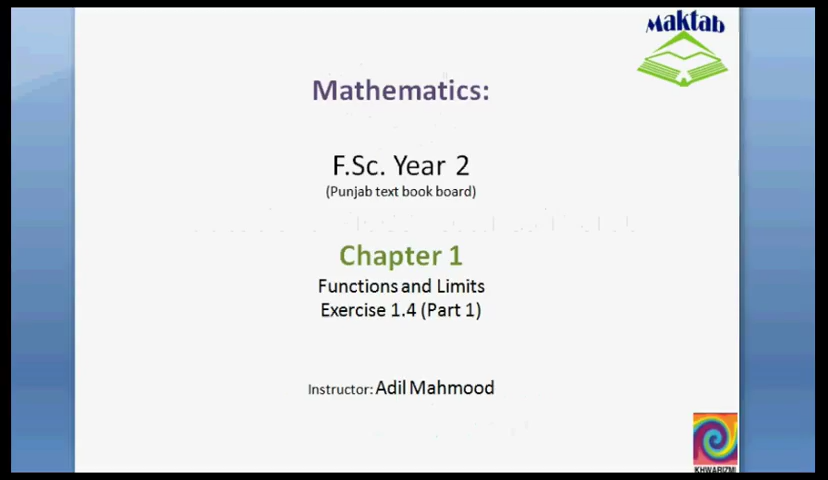 Maktab
Mathematics:
F.Sc. Year 2
(Punjab text book board)
Chapter 1
Functions and Limits
Exercise 1.4 (Part 1)
Instructor: Adil Mahmood
KHWARIZMI